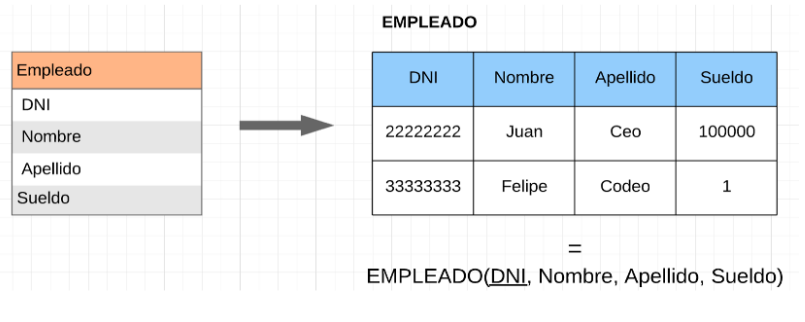 EMPLEADO
Empleado
DNI
Nombre
Apellido
Sueldo
DNI Nombre Apellido Sueldo
22222222 Juan Ceo 100000
33333333 Felipe Codeo 1
=
EMPLEADO(DNI, Nombre, Apellido, Sueldo)